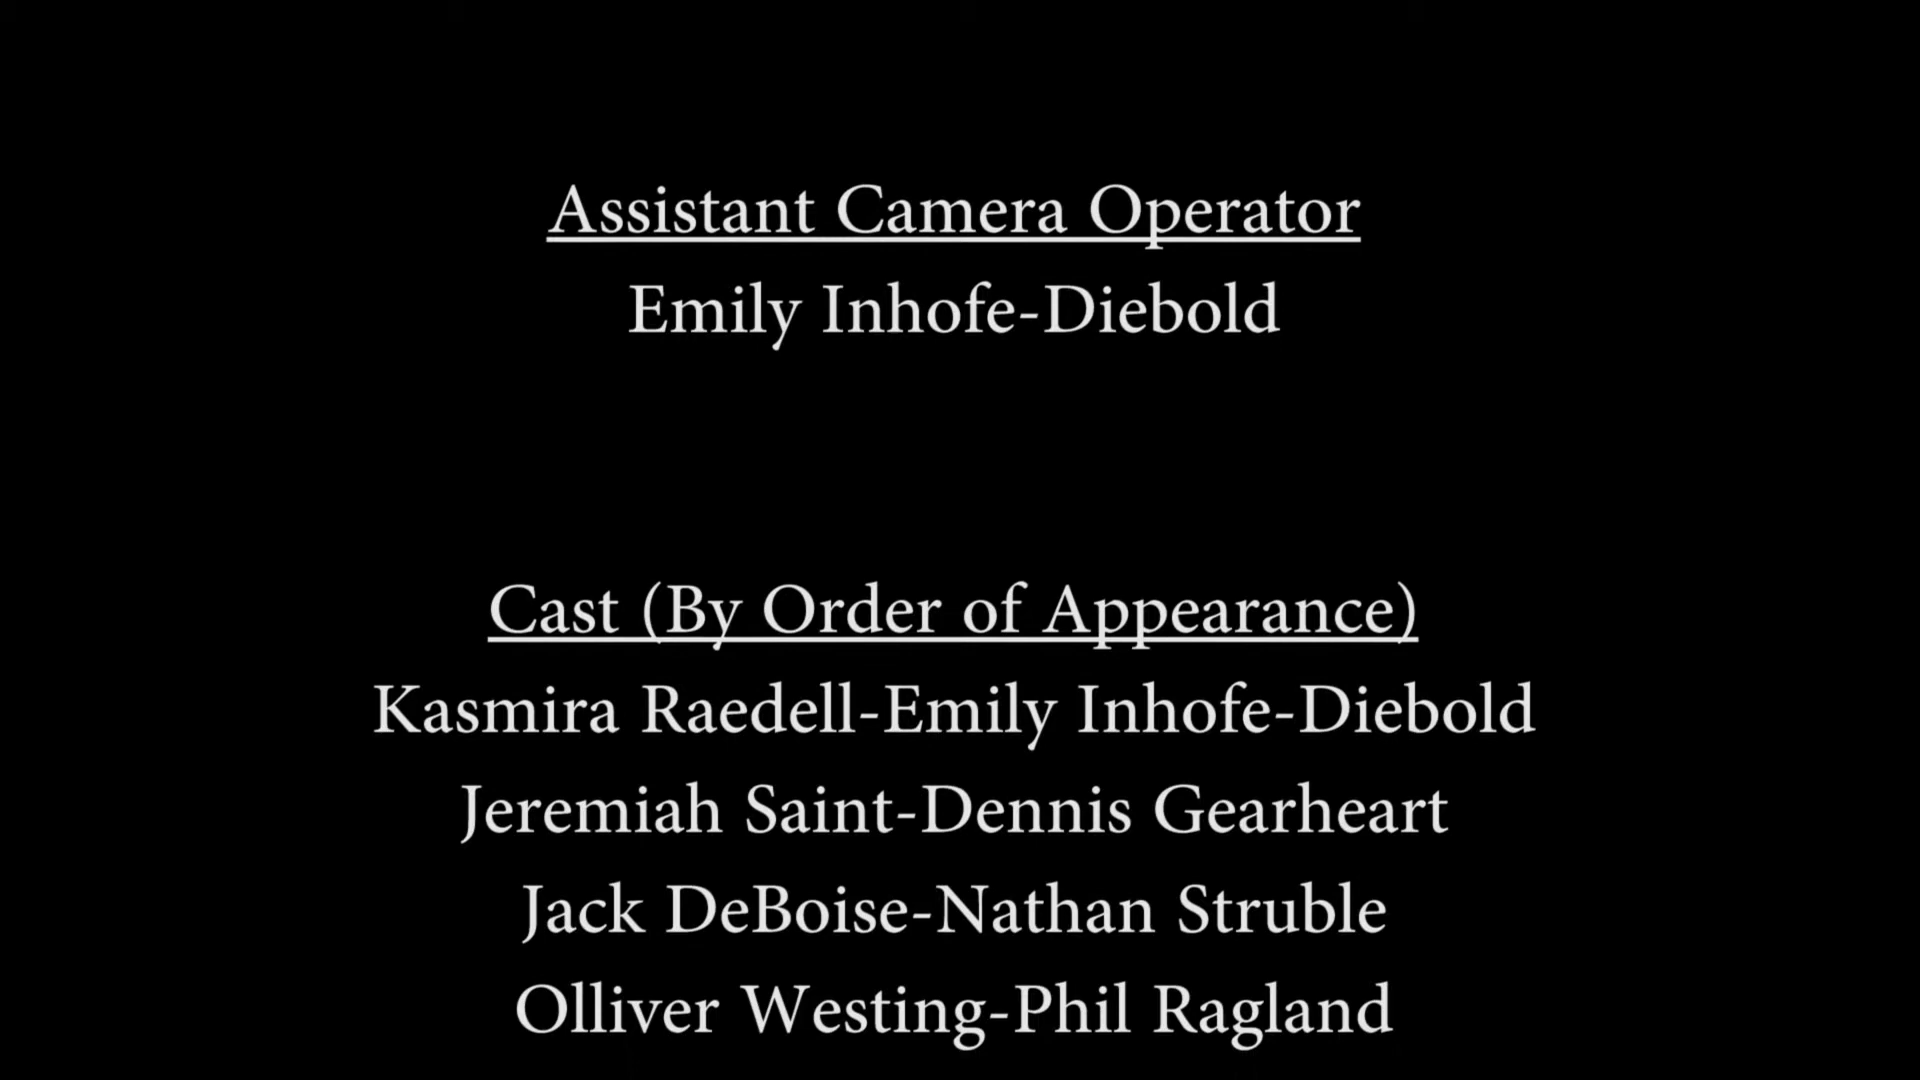 Assistant Camera Operator
Emily Inhofe-Diebold
Cast (By Order of Appearance)
Kasmira Raedell-Emily Inhofe-Diebold
Jeremiah Saint-Dennis Gearheart
Jack DeBoise-Nathan Struble
Olliver Westing-Phil Ragland